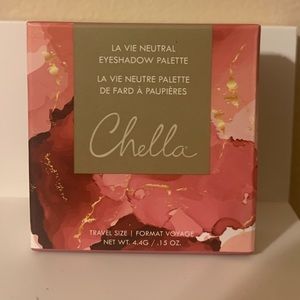 LA VIE NEUTRAL
EYESHADOW PALETTE
LA VIE NEUTRE PALETTE
DE FARD À PAUPIÈRES
Chella
TRAVEL SIZE | FORMAT VOYAGE
NET WT. 4.4G / .15 OZ.